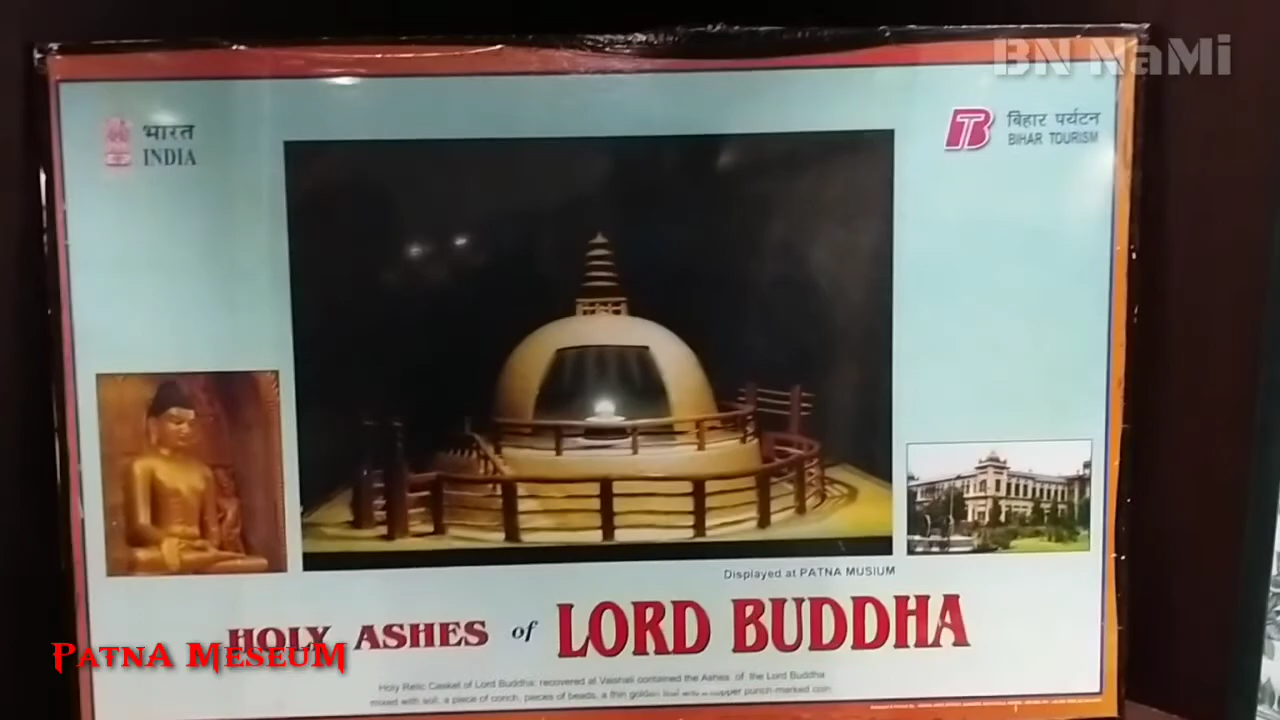 BN NaMi
भारत
INDIA
बिहार पर्यटन
BIHAR TOURISM
Displayed at PATNA MUSIUM
HOLY ASHES of LORD BUDDHA
PATNA MESEUM
Holy Relic Casket of Lord Buddha; recovered at Vaishali contained the Ashes of the Lord Buddha
mixed with soil, a piece of conch, pieces of beads, a thin golden leaf and a copper punch-marked coin